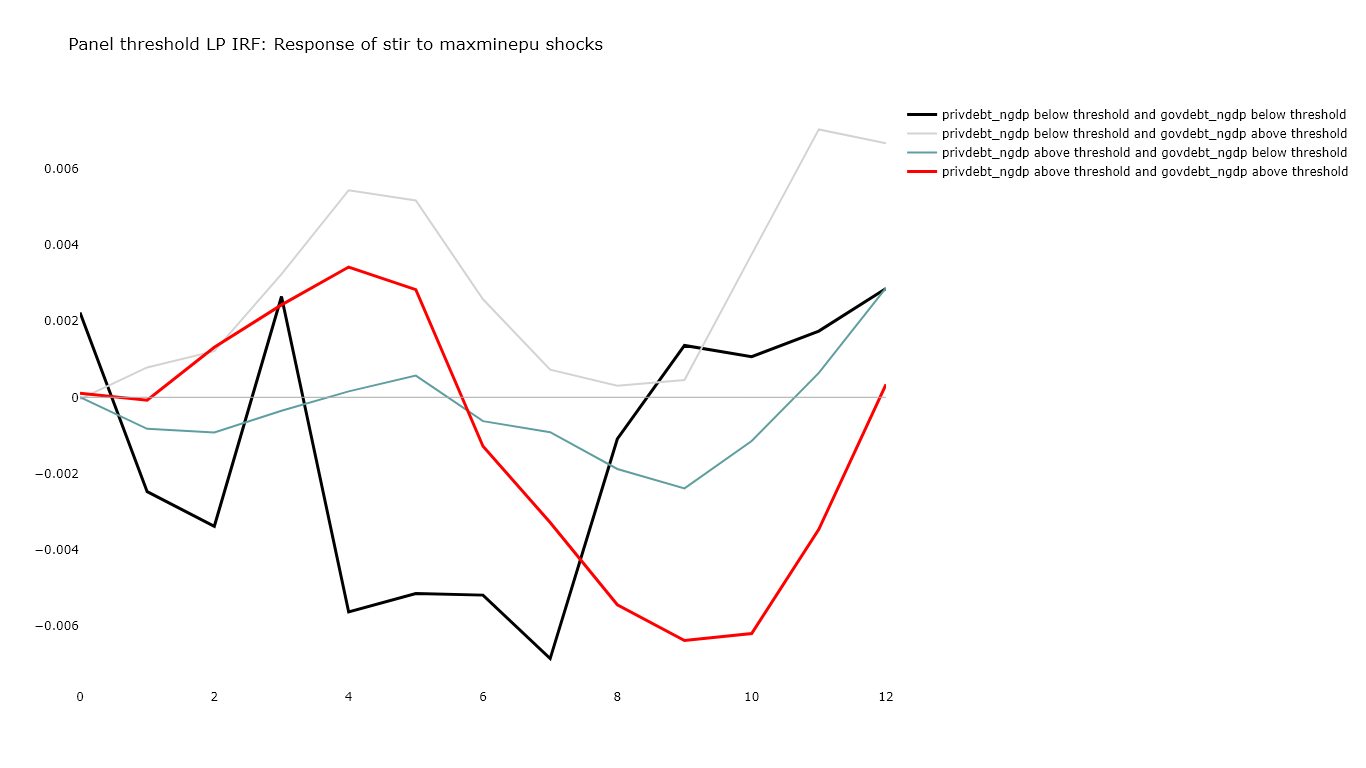 Panel threshold LP IRF: Response of stir to maxminepu shocks
privdebt_ngdp below threshold and govdebt_ngdp below threshold
privdebt_ngdp below threshold and govdebt_ngdp above threshold
privdebt_ngdp above threshold and govdebt_ngdp below threshold
privdebt_ngdp above threshold and govdebt_ngdp above threshold
0.006
0.004
0.002
0
−0.002
−0.004
−0.006
0 2 4 6 8 10 12